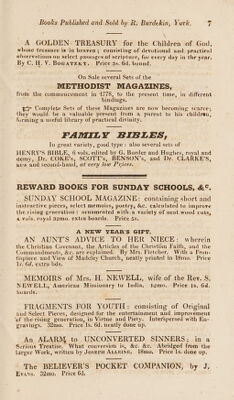 Books Published and Sold by R. Burdekin, York. 7
A GOLDEN TREASURY for the Children of God,
whose treasure is in heaven; consisting of devotional and practical
observations on select passages of scripture, for every day in the year.
By C. H. V. BOGATZKY. Price 3s. 6d. bound.
On Sale several Sets of the
METHODIST MAGAZINES,
from the commencement 1778, to the present time, in different
bindings.
☞ Complete Sets of these Magazines are now becoming scarce;
they would be a valuable present from a parent to his children,
forming a useful library of practical divinity.
FAMILY BIBLES,
In great variety, good type: also several sets of
HENRY'S BIBLE, 6 vols, edited by G. Burder and Hughes, royal and
demy, Dr. COKE's, SCOTT's, BENSON's, and Dr. CLARKE's,
new and second-hand, at very low Prices.
REWARD BOOKS FOR SUNDAY SCHOOLS, &c.
SUNDAY SCHOOL MAGAZINE: containing short and
instructive pieces, select memoirs, poetry, &c. calculated to improve
the rising generation: ornamented with a variety of neat wood cuts,
4 vols. royal 32mo. extra boards. Price 5s.
A NEW YEAR'S GIFT.
AN AUNT'S ADVICE TO HER NIECE: wherein
the Christian Covenant, the Articles of the Christian Faith, and the
Commandments, &c. are explained. By Mrs. Fletcher. With a Fron-
tispiece and View of Madeley Church, neatly printed in 18mo. Price
1s. 6d. extra bds.
MEMOIRS of Mrs. H. NEWELL, wife of the Rev. S.
NEWELL, American Missionary to India. 18mo. Price 1s. 6d.
boards.
FRAGMENTS FOR YOUTH: consisting of Original
and Select Pieces, designed for the entertainment and improvement
of the rising generation, in Virtue and Piety. Interspersed with En-
gravings. 32mo. Price 1s. 6d. neatly done up.
An ALARM to UNCONVERTED SINNERS: in a
Serious Treatise. What conversion is, &c. &c. Abridged from the
larger Work, written by JOSEPH ALLEINE. 18mo. Price 1s. done up.
The BELIEVER'S POCKET COMPANION, by J.
EVANS. 32mo. Price 6d.